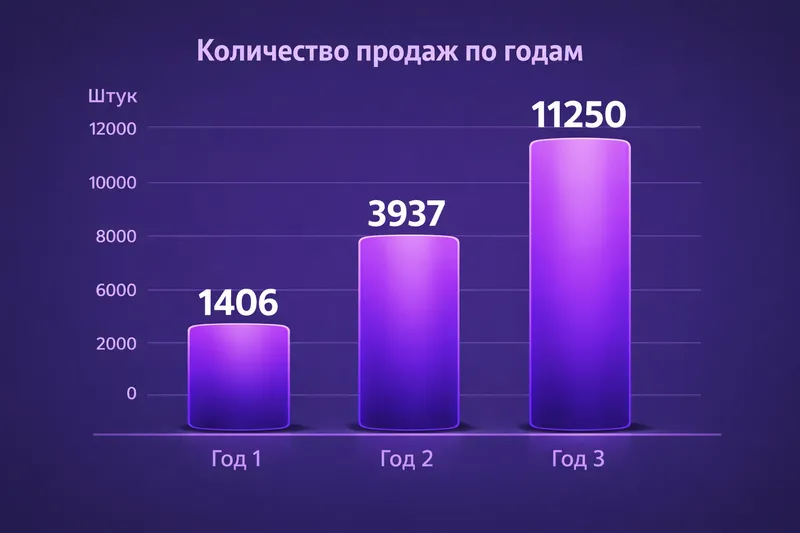 Количество продаж по годам
Штук
12000
10000
8000
6000
2000
0
1406
3937
11250
Год 1
Год 2
Год 3